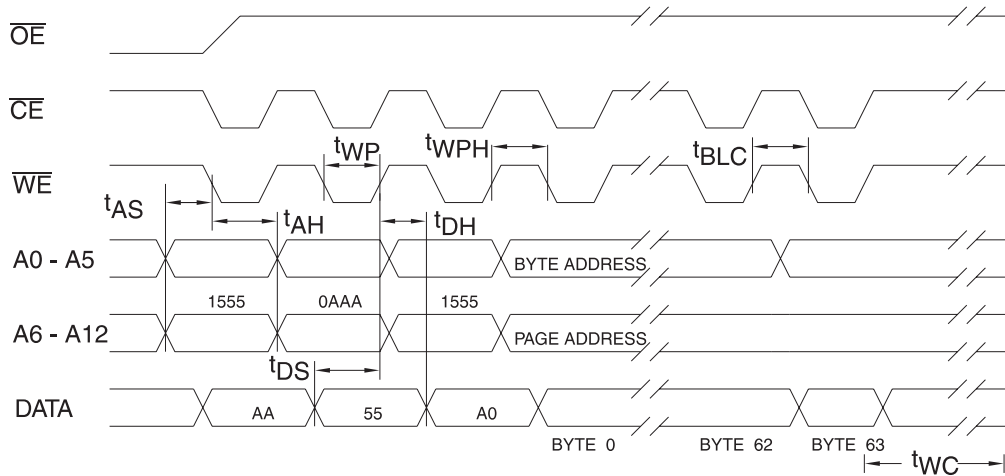 OE
CE
tWP
tWPH
tBLC
WE
tAS
tAH
tDH
A0 - A5
BYTE ADDRESS
1555
0AAA
1555
A6 - A12
PAGE ADDRESS
tDS
DATA
AA
55
A0
BYTE 0
BYTE 62
BYTE 63
tWC